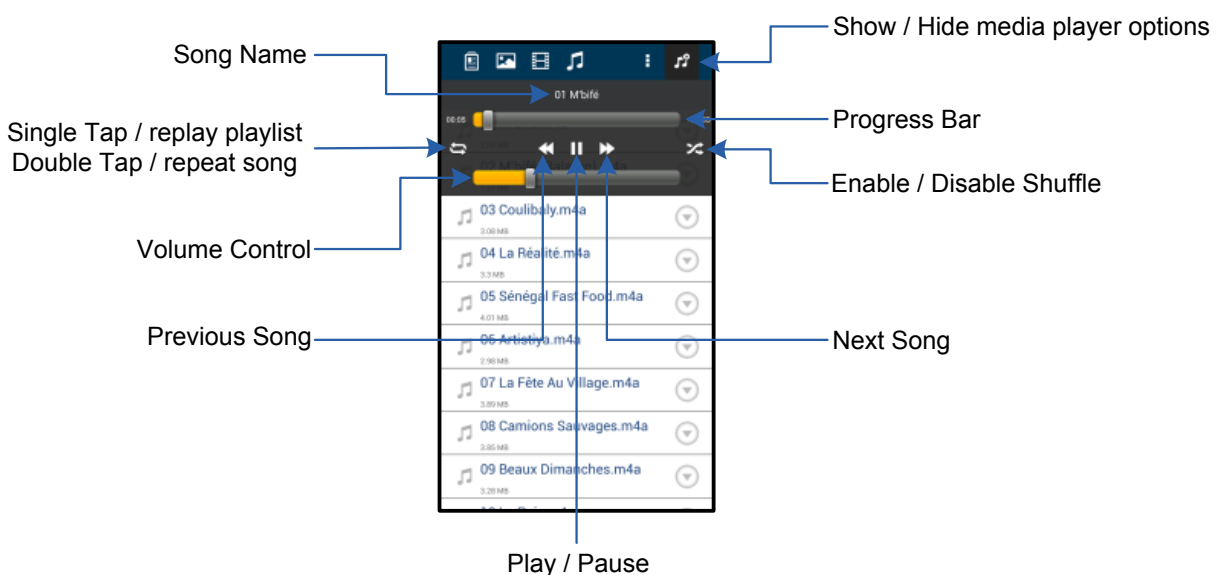 Show / Hide media player options
Song Name
01 M'bifé
00:05
Progress Bar
Single Tap / replay playlist
Double Tap / repeat song
Enable / Disable Shuffle
03 Coulibaly.m4a
3.08 MB
Volume Control
04 La Réalité.m4a
3.3 MB
05 Sénégal Fast Food.m4a
4.01 MB
Previous Song
06 Artistiya.m4a
2.98 MB
Next Song
07 La Fête Au Village.m4a
3.89 MB
08 Camions Sauvages.m4a
3.85 MB
09 Beaux Dimanches.m4a
3.28 MB
Play / Pause